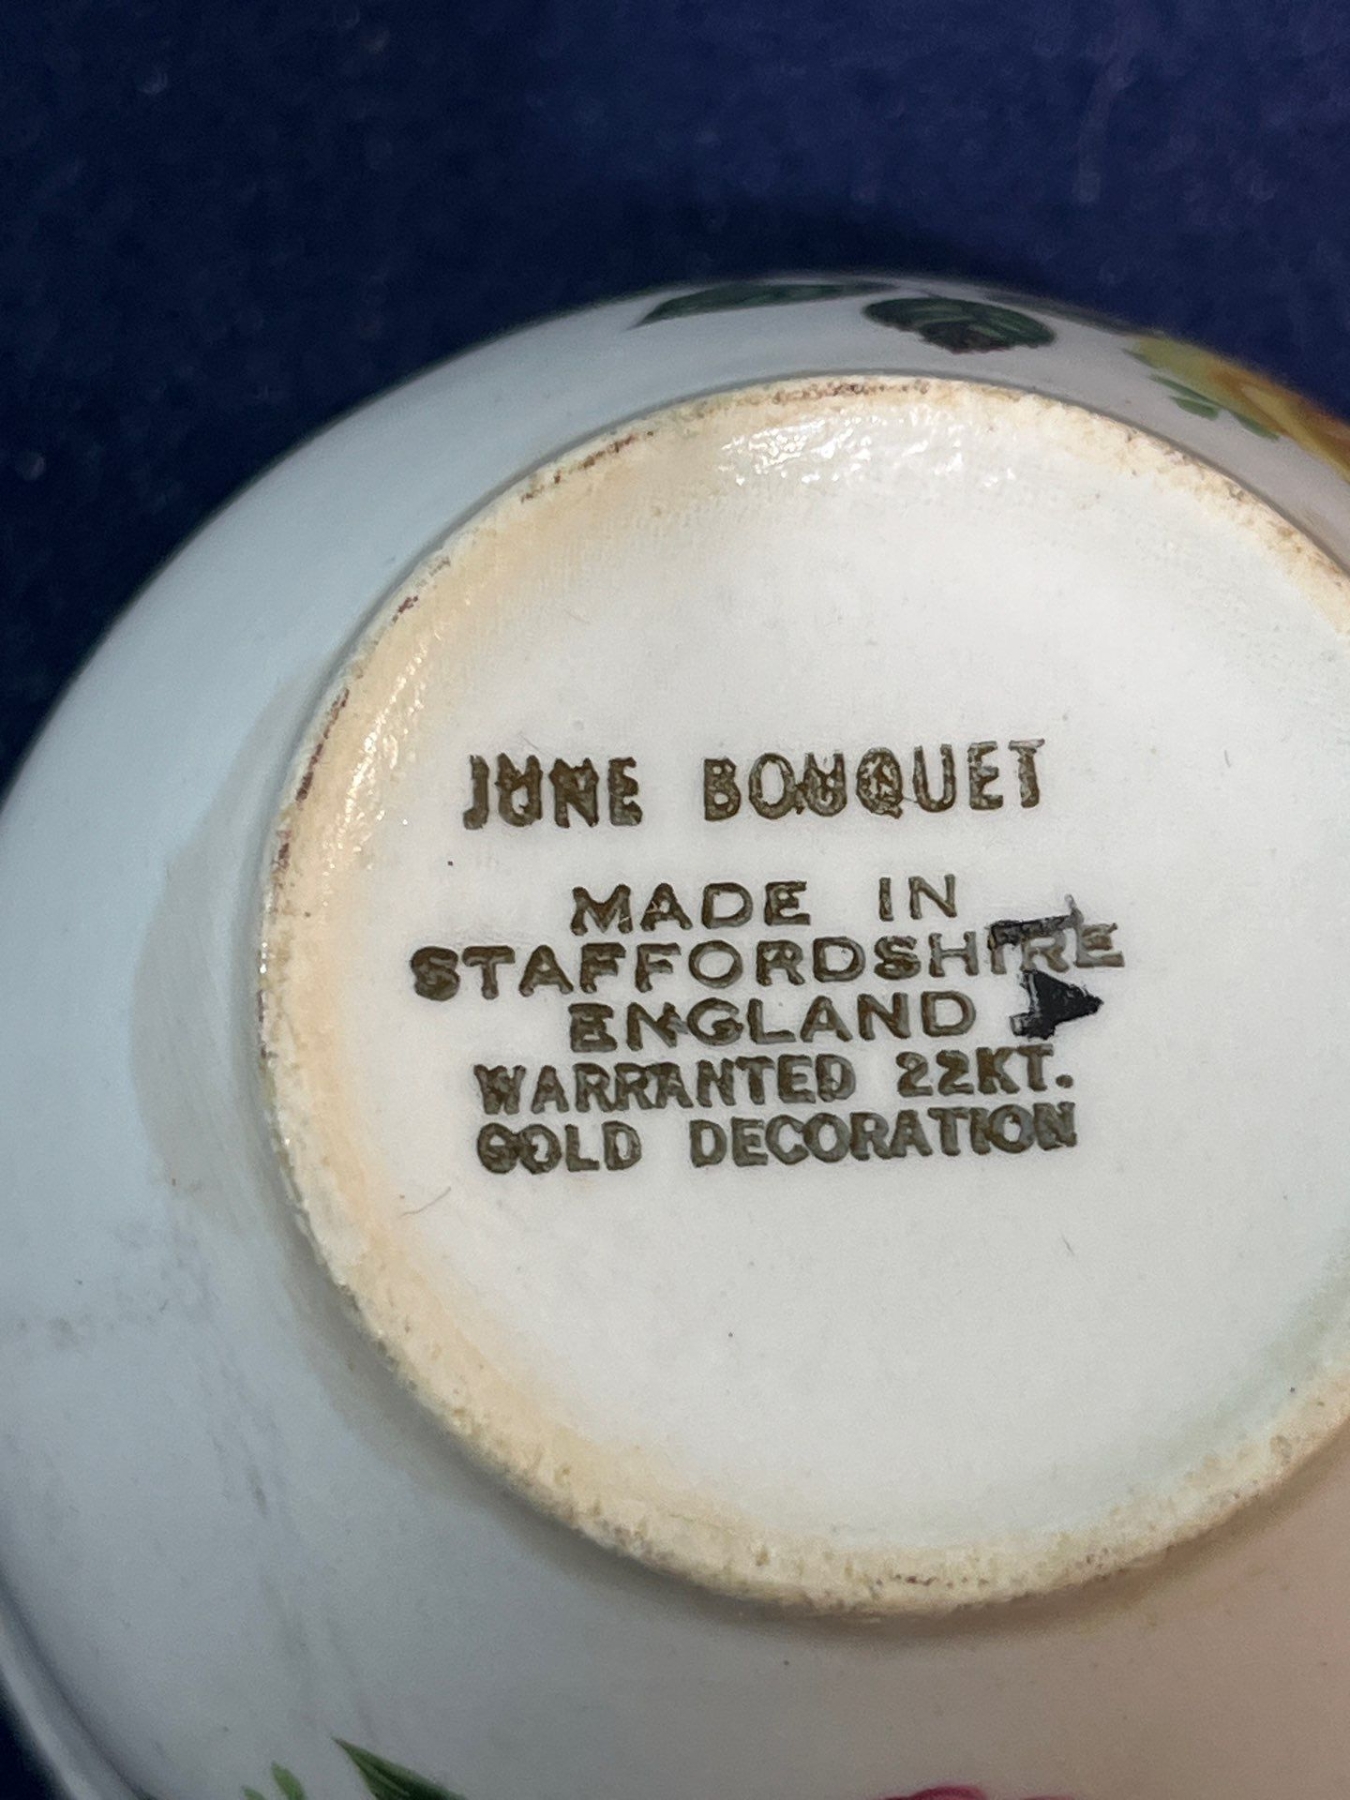 JUNE BOUQUET
MADE IN
STAFFORDSHIRE
ENGLAND
WARRANTED 22KT.
GOLD DECORATION